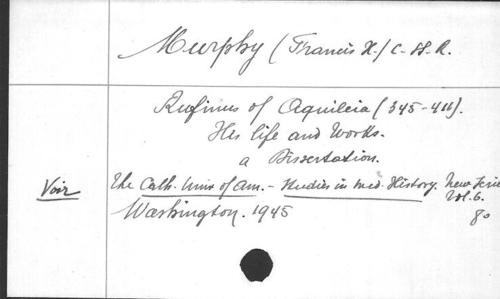 Murphy (Francis X.) C.SS.R.
Rufinus of Aquileia (345-411).
His life and Works.
a Dissertation.
Voir The Cath. Univ. of Am. - Studies in Med. History. New Serie
Vol. 6.
Washington. 1945 8o